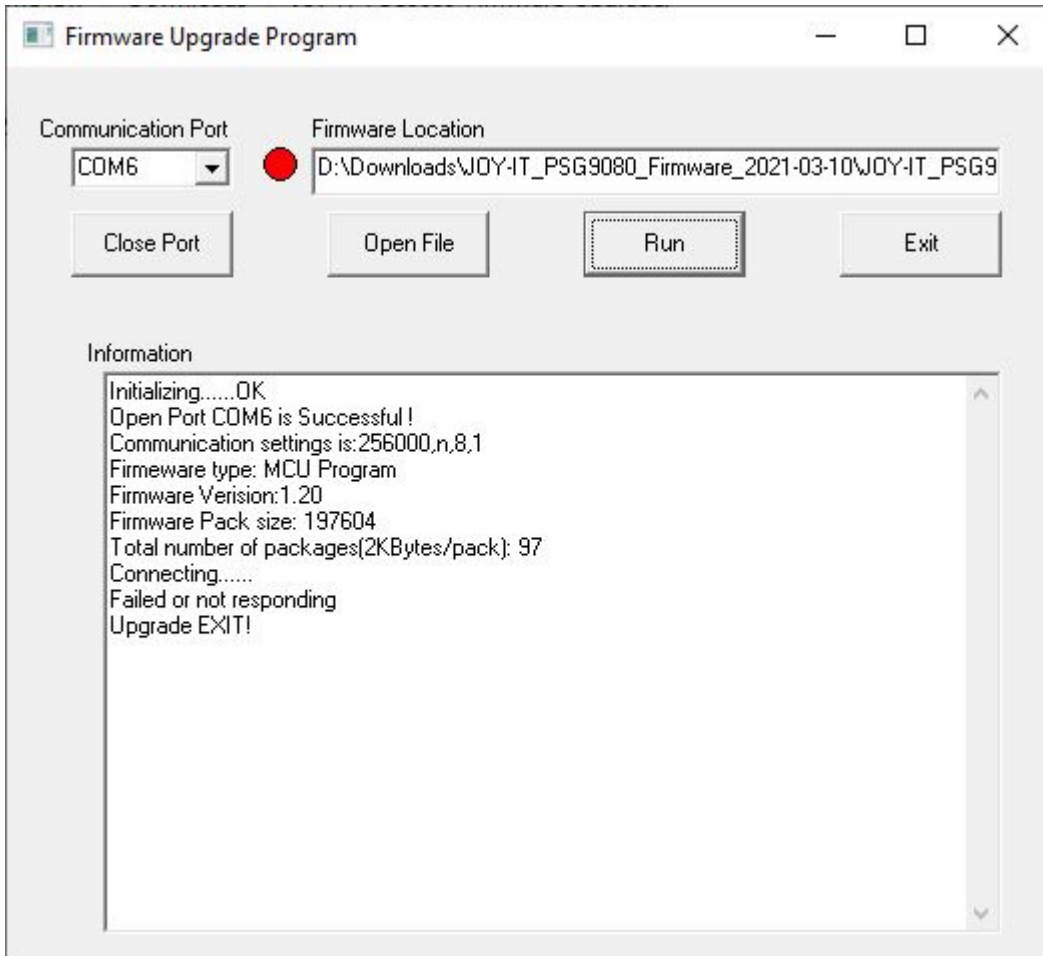 Firmware Upgrade Program
Communication Port
Firmware Location
COM6
D:\Downloads\JOY-IT_PSG9080_Firmware_2021-03-10\JOY-IT_PSG9
Close Port
Open File
Run
Exit
Information
Initializing......OK
Open Port COM6 is Successful !
Communication settings is:256000,n,8,1
Firmeware type: MCU Program
Firmware Verision:1.20
Firmware Pack size: 197604
Total number of packages(2KBytes/pack): 97
Connecting......
Failed or not responding
Upgrade EXIT!